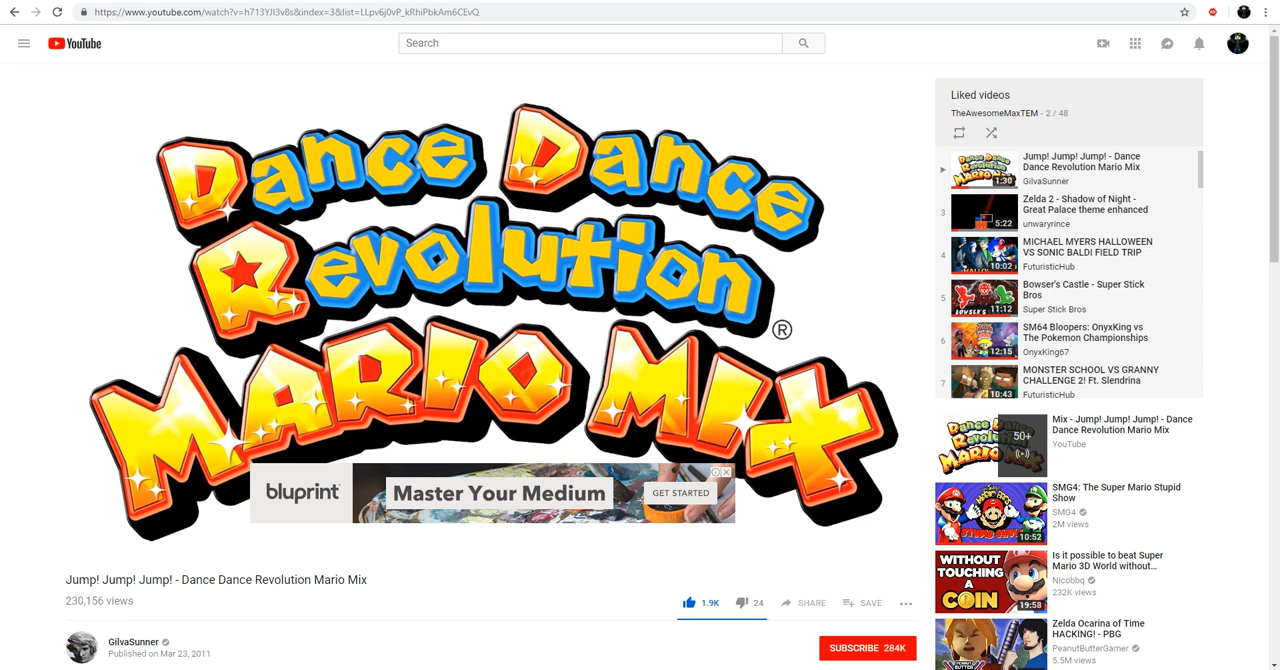 https://www.youtube.com/watch?v=h713YJI3v8s&index=3&list=LLpv6j0vP_kRhiPbkAm6CEvQ
YouTube
Search
Dance Dance
Revolution
®
MARIO MIX
bluprint
Master Your Medium
GET STARTED
Jump! Jump! Jump! - Dance Dance Revolution Mario Mix
230,156 views
1.9K
24
SHARE
SAVE
GilvaSunner
Published on Mar 23, 2011
SUBSCRIBE 284K
Liked videos
TheAwesomeMaxTEM - 2 / 48
Dance Dance
Revolution
MARIO MIX
1:30
Jump! Jump! Jump! - Dance
Dance Revolution Mario Mix
GilvaSunner
3
5:22
Zelda 2 - Shadow of Night -
Great Palace theme enhanced
unwaryrince
4
10:02
MICHAEL MYERS HALLOWEEN
VS SONIC BALDI FIELD TRIP
FuturisticHub
5
BOWSER'S
11:12
Bowser's Castle - Super Stick
Bros
Super Stick Bros
6
12:15
SM64 Bloopers: OnyxKing vs
The Pokemon Championships
OnyxKing67
7
10:43
MONSTER SCHOOL VS GRANNY
CHALLENGE 2! Ft. Slendrina
FuturisticHub
50+
Mix - Jump! Jump! Jump! - Dance
Dance Revolution Mario Mix
YouTube
10:52
SMG4: The Super Mario Stupid
Show
SMG4
2M views
WITHOUT
TOUCHING
A
COIN
19:58
Is it possible to beat Super
Mario 3D World without...
Nicobbq
232K views
Zelda Ocarina of Time
HACKING! - PBG
PeanutButterGamer
5.5M views